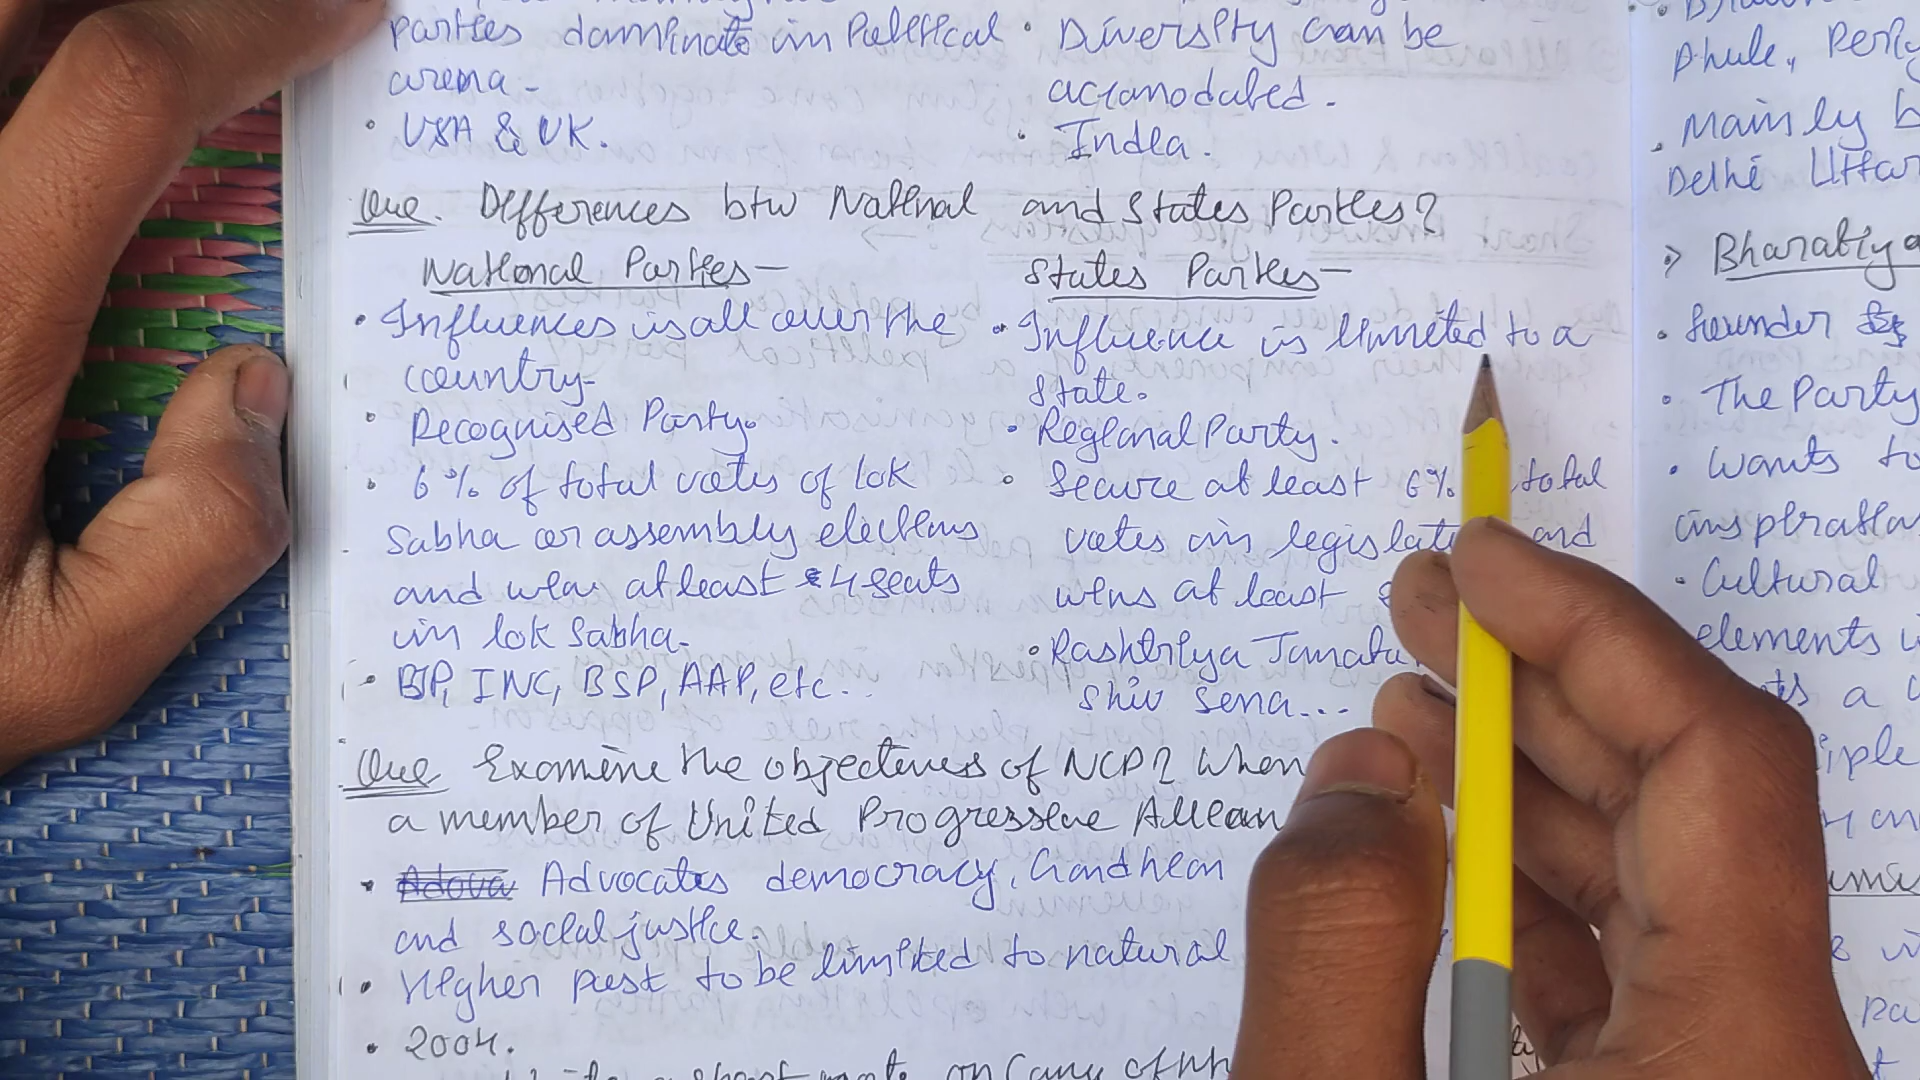 parties dominate in Political
arena-
• USA & UK.
• Diversity can be
accomodated.
• India.
Que. Differences btw National and States Parties?
National Parties-
• Influences is all over the
country-
• Recognised Party.
• 6% of total votes of lok
Sabha or assembly elections
and win at least 4 seats
in lok Sabha-
• BJP, INC, BSP, AAP, etc...
States Parties-
• Influence is limited to a
state.
• Regional Party.
• Secure at least 6% total
votes in legislat and
wins at least
• Rashtriya Janata
Shiv Sena...
Que Examine the objectives of NCP? When
a member of United Progressive Allian
• Advocates democracy, Gandhian
and social justice.
• Higher post to be limited to natural
• 2004.
Phule, Periy
• Mainly
Delhi Uttar
> Bharatiya
• founder
• The Party
• Wants to
inspiration
• Cultural
elements
a
iple